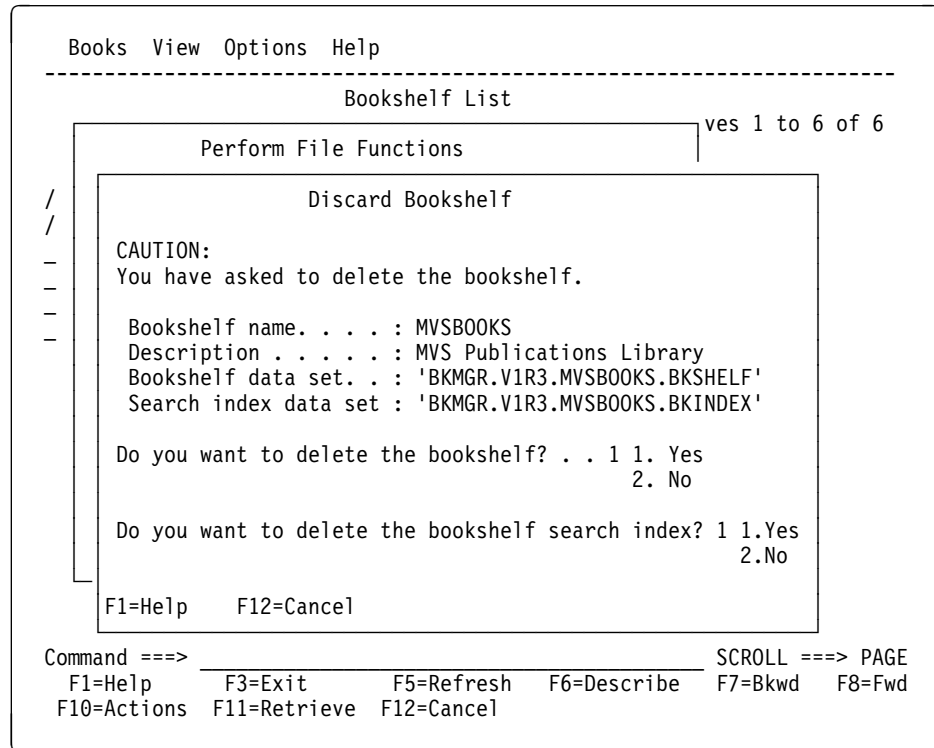 Books View Options Help
--------------------------------------------------------------------
Bookshelf List
ves 1 to 6 of 6
Perform File Functions
/ Discard Bookshelf
/
CAUTION:
_ You have asked to delete the bookshelf.
_
_ Bookshelf name. . . . : MVSBOOKS
_ Description . . . . . : MVS Publications Library
Bookshelf data set. . : 'BKMGR.V1R3.MVSBOOKS.BKSHELF'
Search index data set : 'BKMGR.V1R3.MVSBOOKS.BKINDEX'
Do you want to delete the bookshelf? . . 1 1. Yes
2. No
Do you want to delete the bookshelf search index? 1 1.Yes
2.No
F1=Help F12=Cancel
Command ===> ________________________________________ SCROLL ===> PAGE
F1=Help F3=Exit F5=Refresh F6=Describe F7=Bkwd F8=Fwd
F10=Actions F11=Retrieve F12=Cancel